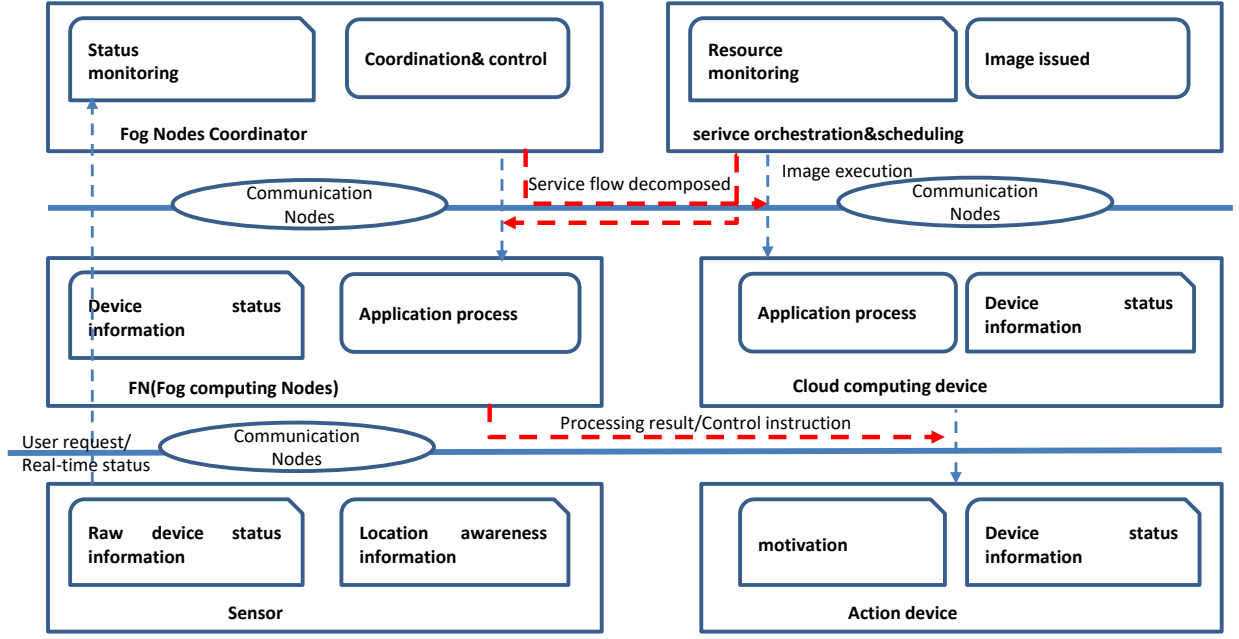 Status
monitoring
Coordination& control
Fog Nodes Coordinator
Resource
monitoring
Image issued
serivce orchestration&scheduling
Service flow decomposed
Image execution
Communication
Nodes
Communication
Nodes
Device status
information
Application process
FN(Fog computing Nodes)
Application process
Device status
information
Cloud computing device
User request/
Real-time status
Communication
Nodes
Processing result/Control instruction
Raw device status
information
Location awareness
information
Sensor
motivation
Device status
information
Action device